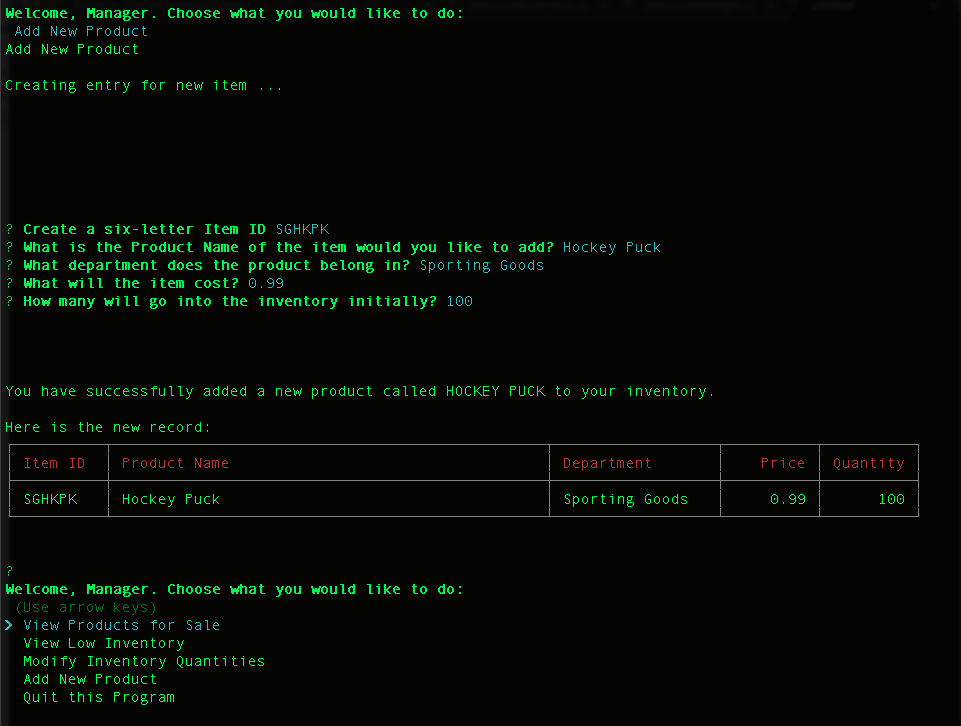 Welcome, Manager. Choose what you would like to do:
Add New Product
Add New Product
Creating entry for new item ...
? Create a six-letter Item ID SGHKPK
? What is the Product Name of the item would you like to add? Hockey Puck
? What department does the product belong in? Sporting Goods
? What will the item cost? 0.99
? How many will go into the inventory initially? 100
You have successfully added a new product called HOCKEY PUCK to your inventory.
Here is the new record:
Item ID Product Name Department Price Quantity
SGHKPK Hockey Puck Sporting Goods 0.99 100
?
Welcome, Manager. Choose what you would like to do:
(Use arrow keys)
❯ View Products for Sale
View Low Inventory
Modify Inventory Quantities
Add New Product
Quit this Program